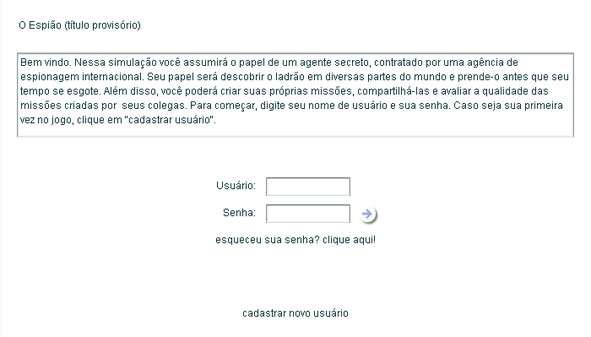 O Espião (título provisório)
Bem vindo. Nessa simulação você assumirá o papel de um agente secreto, contratado por uma agência de
espionagem internacional. Seu papel será descobrir o ladrão em diversas partes do mundo e prende-o antes que seu
tempo se esgote. Além disso, você poderá criar suas próprias missões, compartilhá-las e avaliar a qualidade das
missões criadas por seus colegas. Para começar, digite seu nome de usuário e sua senha. Caso seja sua primeira
vez no jogo, clique em "cadastrar usuário".
Usuário:
Senha:
esqueceu sua senha? clique aqui!
cadastrar novo usuário